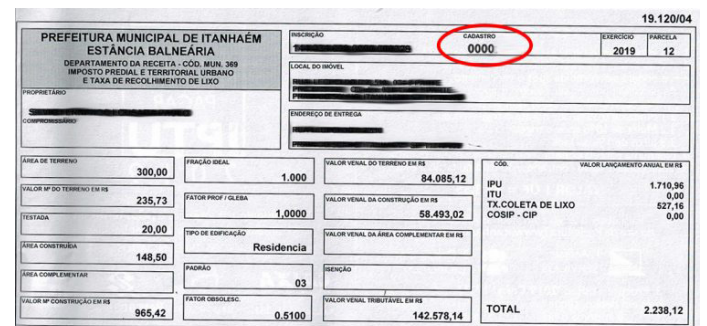 19.120/04
PREFEITURA MUNICIPAL DE ITANHAÉM
ESTÂNCIA BALNEÁRIA
DEPARTAMENTO DA RECEITA - CÓD. MUN. 369
IMPOSTO PREDIAL E TERRITORIAL URBANO
E TAXA DE RECOLHIMENTO DE LIXO
INSCRIÇÃO
CADASTRO
0000
EXERCÍCIO
2019
PARCELA
12
LOCAL DO IMÓVEL
PROPRIETÁRIO
COMPROMISSÁRIO
ENDEREÇO DE ENTREGA
ÁREA DE TERRENO
300,00
FRAÇÃO IDEAL
1.000
VALOR VENAL DO TERRENO EM R$
84.085,12
VALOR M² DO TERRENO EM R$
235,73
FATOR PROF / GLEBA
1,0000
VALOR VENAL DA CONSTRUÇÃO EM R$
58.493,02
TESTADA
20,00
TIPO DE EDIFICAÇÃO
Residencia
VALOR VENAL DA ÁREA COMPLEMENTAR EM R$
ÁREA CONSTRUÍDA
148,50
ÁREA COMPLEMENTAR
PADRÃO
03
ISENÇÃO
VALOR M² CONSTRUÇÃO EM R$
965,42
FATOR OBSOLESC.
0.5100
VALOR VENAL TRIBUTÁVEL EM R$
142.578,14
CÓD. VALOR LANÇAMENTO ANUAL EM R$
IPU 1.710,96
ITU 0,00
TX.COLETA DE LIXO 527,16
COSIP - CIP 0,00
TOTAL 2.238,12